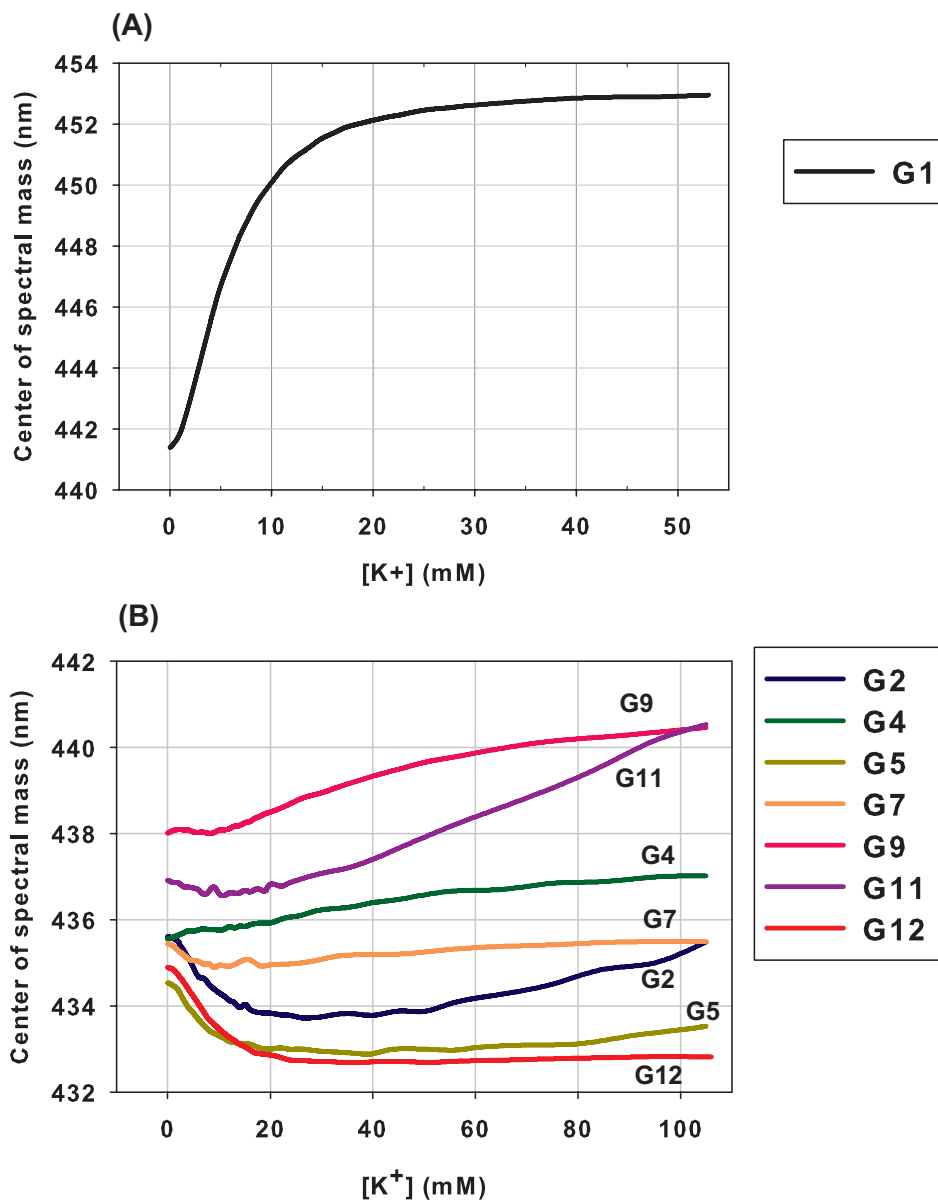 (A)
454
452
450
448
446
444
442
440
Center of spectral mass (nm)
0 10 20 30 40 50
[K+] (mM)
G1
(B)
442
440
438
436
434
432
Center of spectral mass (nm)
G9
G11
G4
G7
G2
G5
G12
0 20 40 60 80 100
[K+] (mM)
G2
G4
G5
G7
G9
G11
G12